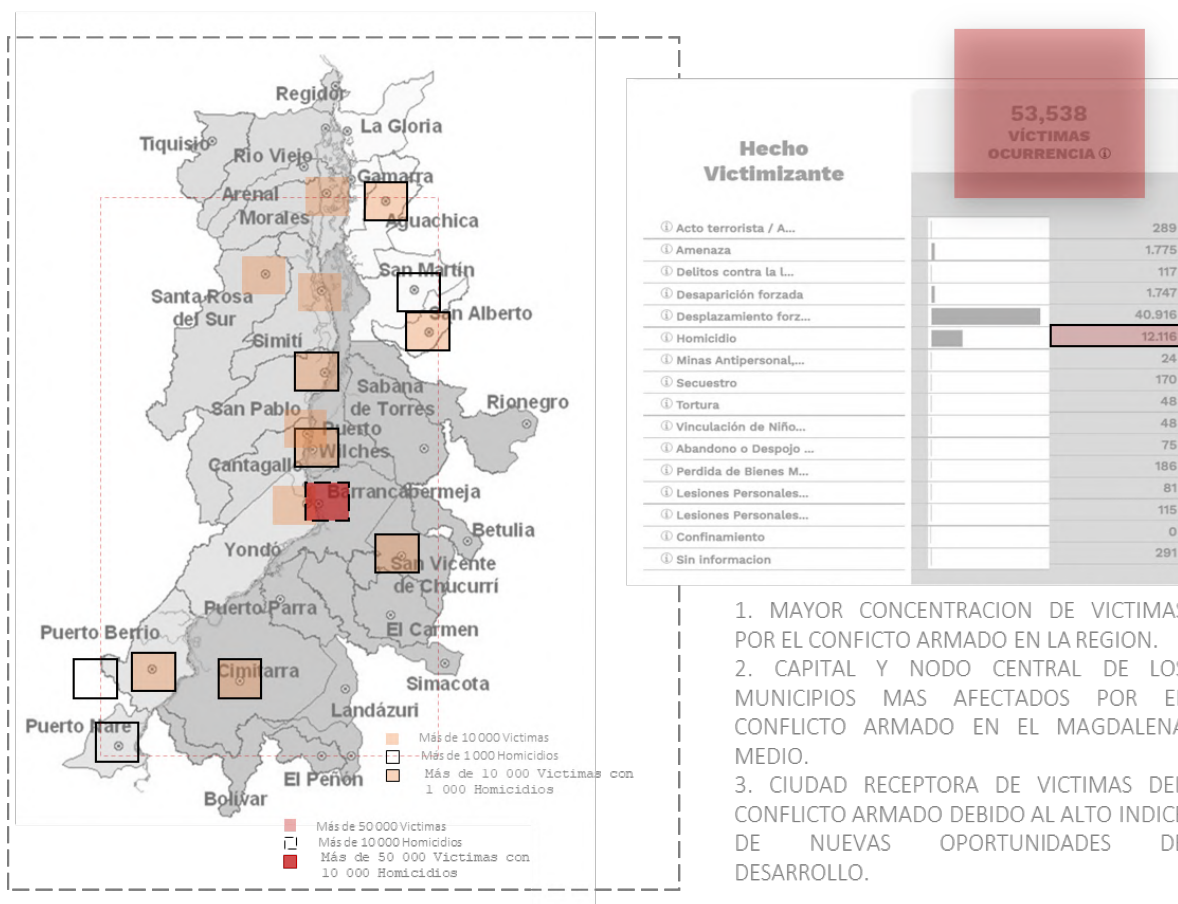 Regidor
La Gloria
Tiquisio
Rio Viejo
Gamarra
Arenal
Morales
Aguachica
San Martín
Santa Rosa
del Sur
San Alberto
Simití
Sabana
de Torres
Rionegro
San Pablo
Puerto
Wilches
Cantagallo
Barrancabermeja
Betulia
Yondó
San Vicente
de Chucurrí
Puerto Parra
El Carmen
Puerto Berrio
Cimitarra
Simacota
Landázuri
Puerto Nare
El Peñón
Bolívar
Más de 10 000 Victimas
Más de 1 000 Homicidios
Más de 10 000 Victimas con
1 000 Homicidios
Más de 50 000 Victimas
Más de 10 000 Homicidios
Más de 50 000 Victimas con
10 000 Homicidios
Hecho
Victimizante
53,538
VÍCTIMAS
OCURRENCIA
Acto terrorista / A... 289
Amenaza 1.775
Delitos contra la l... 117
Desaparición forzada 1.747
Desplazamiento forz... 40.916
Homicidio 12.116
Minas Antipersonal,... 24
Secuestro 170
Tortura 48
Vinculación de Niño... 48
Abandono o Despojo ... 75
Perdida de Bienes M... 186
Lesiones Personales... 81
Lesiones Personales... 115
Confinamiento 0
Sin informacion 291
1. MAYOR CONCENTRACION DE VICTIMAS
POR EL CONFICTO ARMADO EN LA REGION.
2. CAPITAL Y NODO CENTRAL DE LOS
MUNICIPIOS MAS AFECTADOS POR EL
CONFLICTO ARMADO EN EL MAGDALENA
MEDIO.
3. CIUDAD RECEPTORA DE VICTIMAS DEL
CONFLICTO ARMADO DEBIDO AL ALTO INDICE
DE NUEVAS OPORTUNIDADES DE
DESARROLLO.